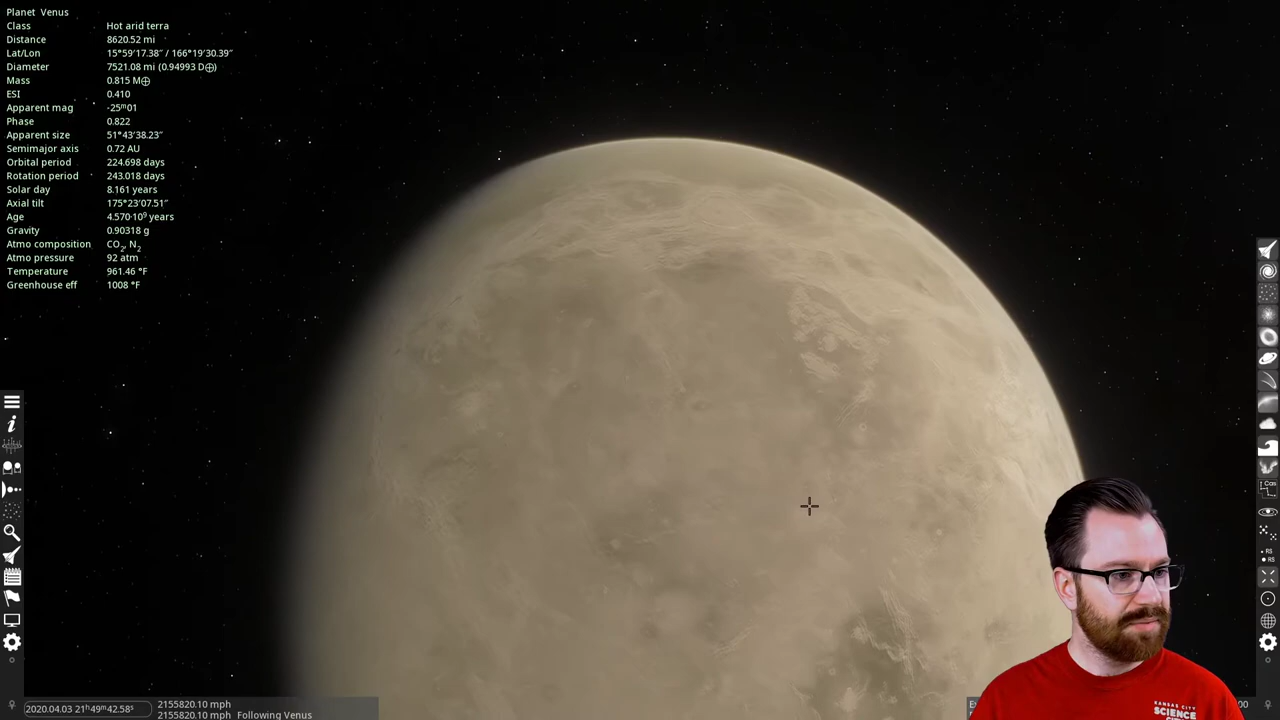 Planet Venus
Class Hot arid terra
Distance 8620.52 mi
Lat/Lon 15°59′17.38″ / 166°19′30.39″
Diameter 7521.08 mi (0.94993 D⊕)
Mass 0.815 M⊕
ESI 0.410
Apparent mag -25ᵐ01
Phase 0.822
Apparent size 51°43′38.23″
Semimajor axis 0.72 AU
Orbital period 224.698 days
Rotation period 243.018 days
Solar day 8.161 years
Axial tilt 175°23′07.51″
Age 4.570·10⁹ years
Gravity 0.90318 g
Atmo composition CO₂, N₂
Atmo pressure 92 atm
Temperature 961.46 °F
Greenhouse eff 1008 °F
Cas
RS
RS
2020.04.03 21ʰ49ᵐ42.58ˢ
2155820.10 mph
2155820.10 mph Following Venus
KANSAS CITY
SCIENCE